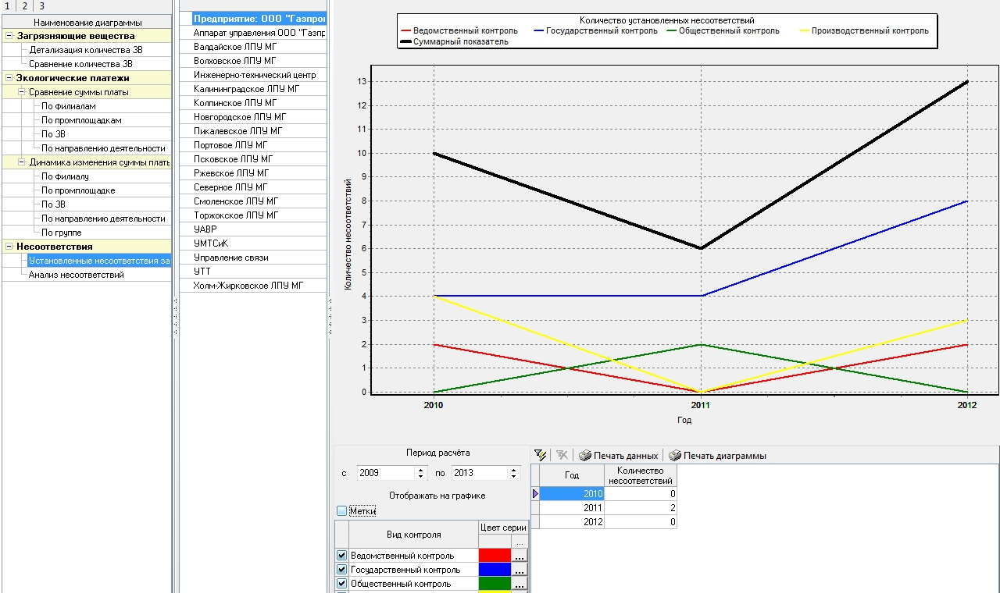 1 2 3
Наименование диаграммы
Загрязняющие вещества
Детализация количества ЗВ
Сравнение количества ЗВ
Экологические платежи
Сравнение суммы платы
По филиалам
По промплощадкам
По ЗВ
По направлению деятельности
Динамика изменения суммы плать
По филиалу
По промплощадке
По ЗВ
По направлению деятельности
По группе
Несоответствия
Установленные несоответствия за
Анализ несоответствий
Предприятие: ООО "Газпро
Аппарат управления ООО "Газпр
Валдайское ЛПУ МГ
Волховское ЛПУ МГ
Инженерно-технический центр
Калининградское ЛПУ МГ
Колпинское ЛПУ МГ
Новгородское ЛПУ МГ
Пикалевское ЛПУ МГ
Портовое ЛПУ МГ
Псковское ЛПУ МГ
Ржевское ЛПУ МГ
Северное ЛПУ МГ
Смоленское ЛПУ МГ
Торжокское ЛПУ МГ
УАВР
УМТСиК
Управление связи
УТТ
Холм-Жирковское ЛПУ МГ
Количество установленных несоответствий
Ведомственный контроль Государственный контроль Общественный контроль Производственный контроль
Суммарный показатель
Количество несоответствий
13
12
11
10
9
8
7
6
5
4
3
2
1
0
2010 2011 2012
Год
Период расчёта
с 2009 по 2013
Отображать на графике
Метки
Вид контроля Цвет серии
...
Ведомственный контроль ...
Государственный контроль ...
Общественный контроль ...
Печать данных Печать диаграммы
Год Количество
несоответствий
2010 0
2011 2
2012 0